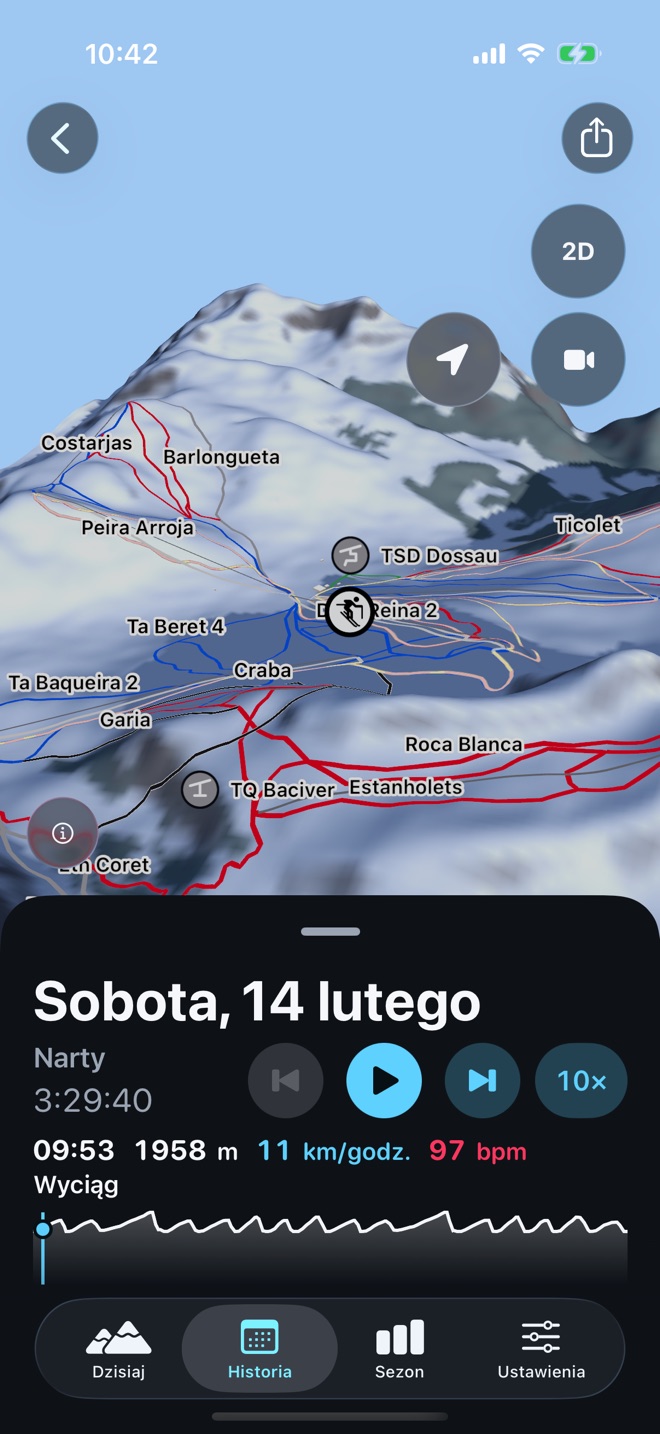 10:42
2D
Costarjas
Barlongueta
Peira Arroja
Ticolet
TSD Dossau
Reina 2
Ta Beret 4
Craba
Ta Baqueira 2
Garia
Roca Blanca
TQ Baciver
Estanholets
Coret
Sobota, 14 lutego
Narty
3:29:40
10×
09:53 1958 m 11 km/godz. 97 bpm
Wyciąg
Dzisiaj Historia Sezon Ustawienia